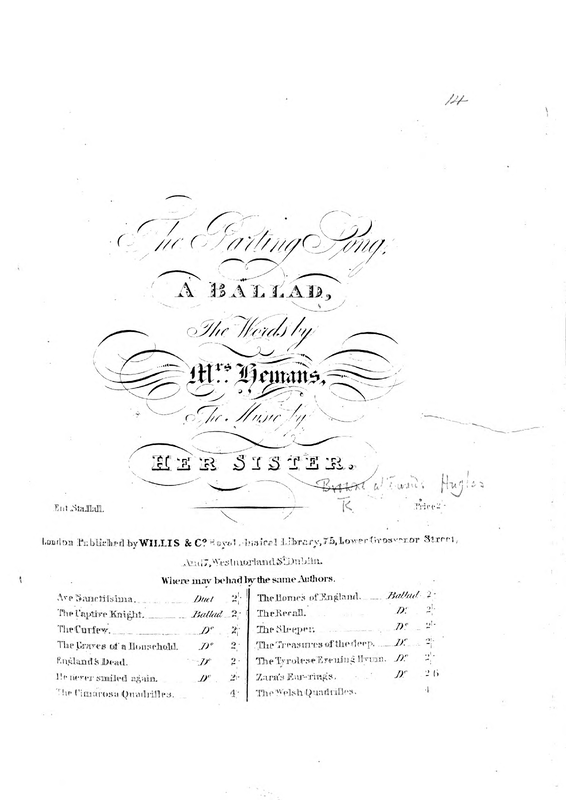 14
The Parting Song,
A BALLAD,
The Words by
Mrs. Hemans,
The Music by
HER SISTER.
Hughes
Ent. Sta. Hall.
Price 2/-
London Published by WILLIS & Co. Royal Musical Library, 75, Lower Grosvenor Street,
And 7, Westmorland St. Dublin.
Where may be had by the same Authors.
Ave Sanctissima. Duet 2/-
The Captive Knight. Ballad 2/-
The Curfew. Do 2/-
The Graves of a Household. Do 2/-
England's Dead. Do 2/-
He never smiled again. Do 2/-
The Cimarosa Quadrilles. 4/-
The Homes of England. Ballad 2/-
The Recall. Do 2/-
The Sleeper. Do 2/-
The Treasures of the deep. Do 2/-
The Tyrolese Evening Hymn. Do 2/-
Zara's Ear-rings. Do 2/6
The Welsh Quadrilles. 4